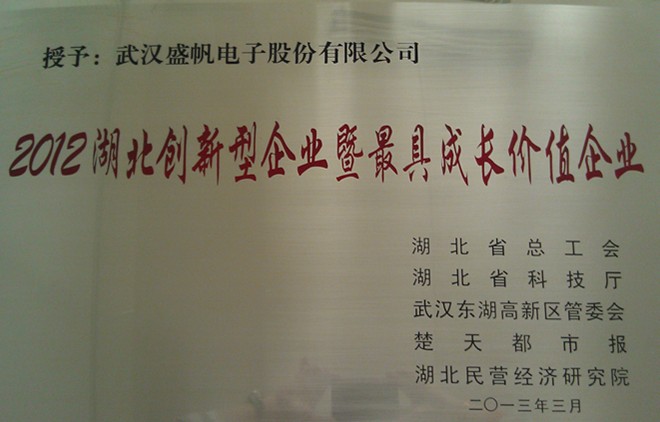 授予：武汉盛帆电子股份有限公司
2012湖北创新型企业暨最具成长价值企业
湖北省总工会
湖北省科技厅
武汉东湖高新区管委会
楚天都市报
湖北民营经济研究院
二〇一三年三月